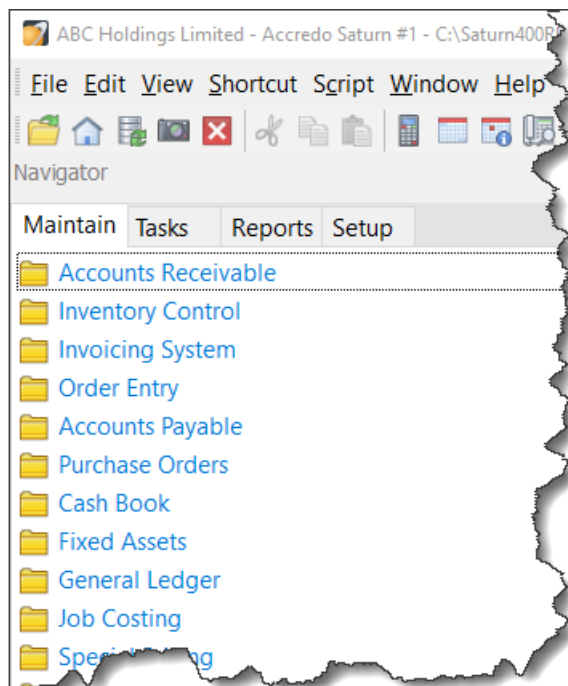 ABC Holdings Limited - Accredo Saturn #1 - C:\Saturn400
File Edit View Shortcut Script Window Help
Navigator
Maintain Tasks Reports Setup
Accounts Receivable
Inventory Control
Invoicing System
Order Entry
Accounts Payable
Purchase Orders
Cash Book
Fixed Assets
General Ledger
Job Costing